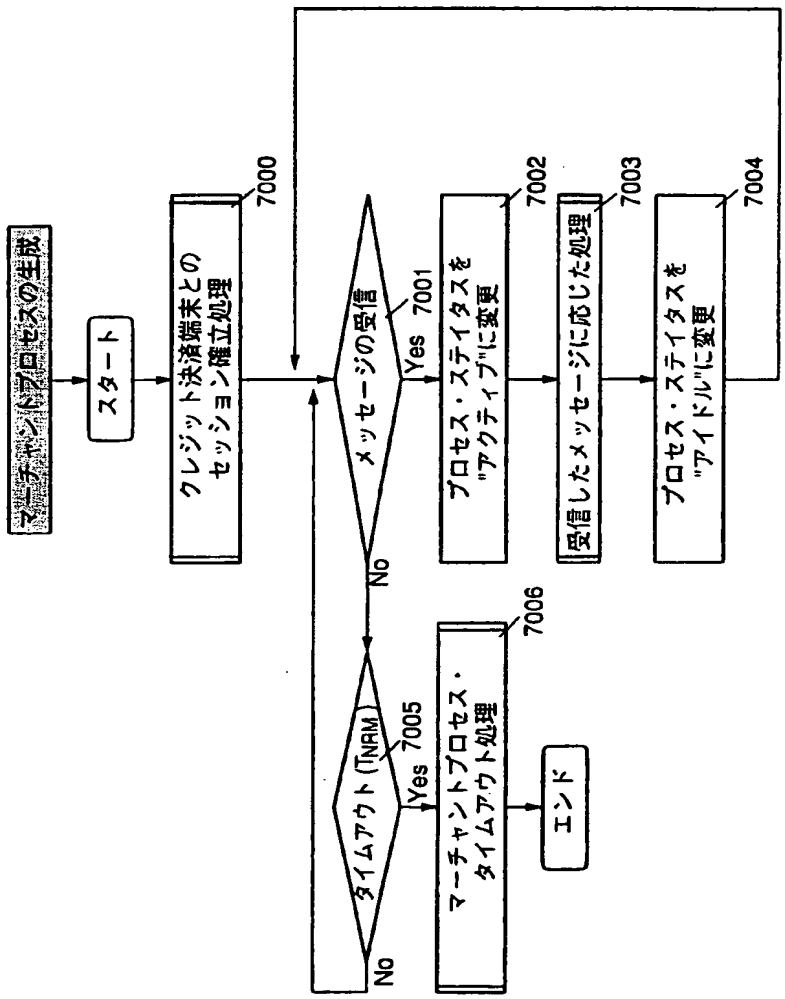 マーチャントプロセスの生成
スタート
クレジット決済端末との
セッション確立処理
7000
メッセージの受信
7001
Yes
No
プロセス・ステイタスを
"アクティブ"に変更
7002
受信したメッセージに応じた処理
7003
プロセス・ステイタスを
"アイドル"に変更
7004
タイムアウト(TNRM)
7005
Yes
No
マーチャントプロセス・
タイムアウト処理
7006
エンド